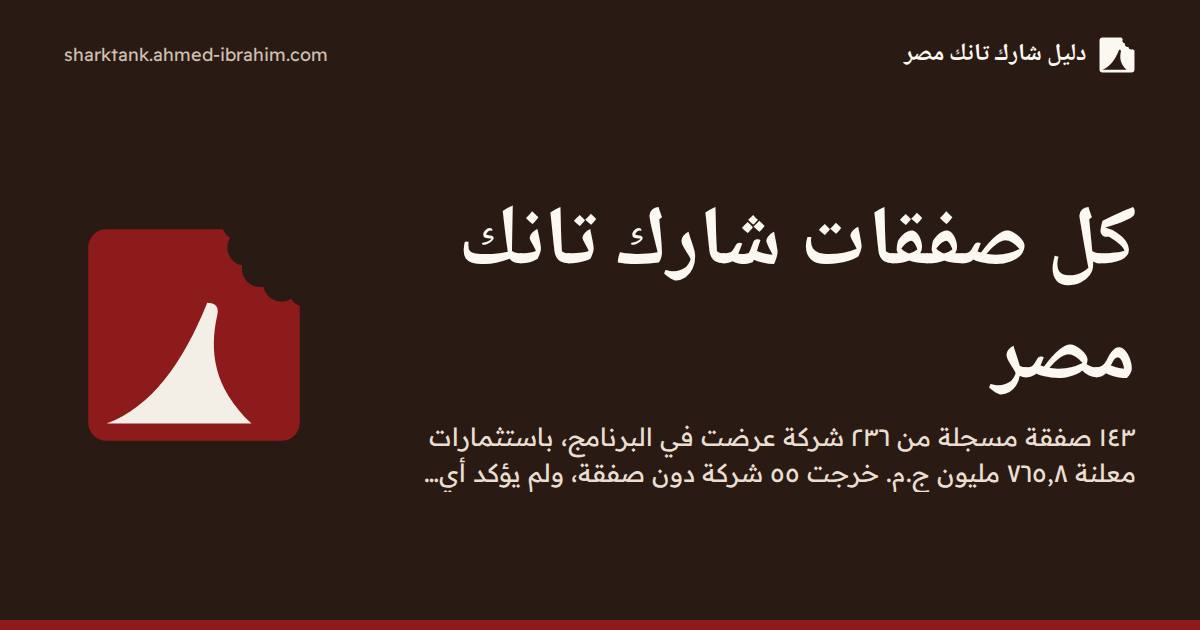 دليل شارك تانك مصر
sharktank.ahmed-ibrahim.com
كل صفقات شارك تانك
مصر
١٤٣ صفقة مسجلة من ٢٣٦ شركة عرضت في البرنامج، باستثمارات
معلنة ٧٦٥,٨ مليون ج.م. خرجت ٥٥ شركة دون صفقة، ولم يؤكد أي...